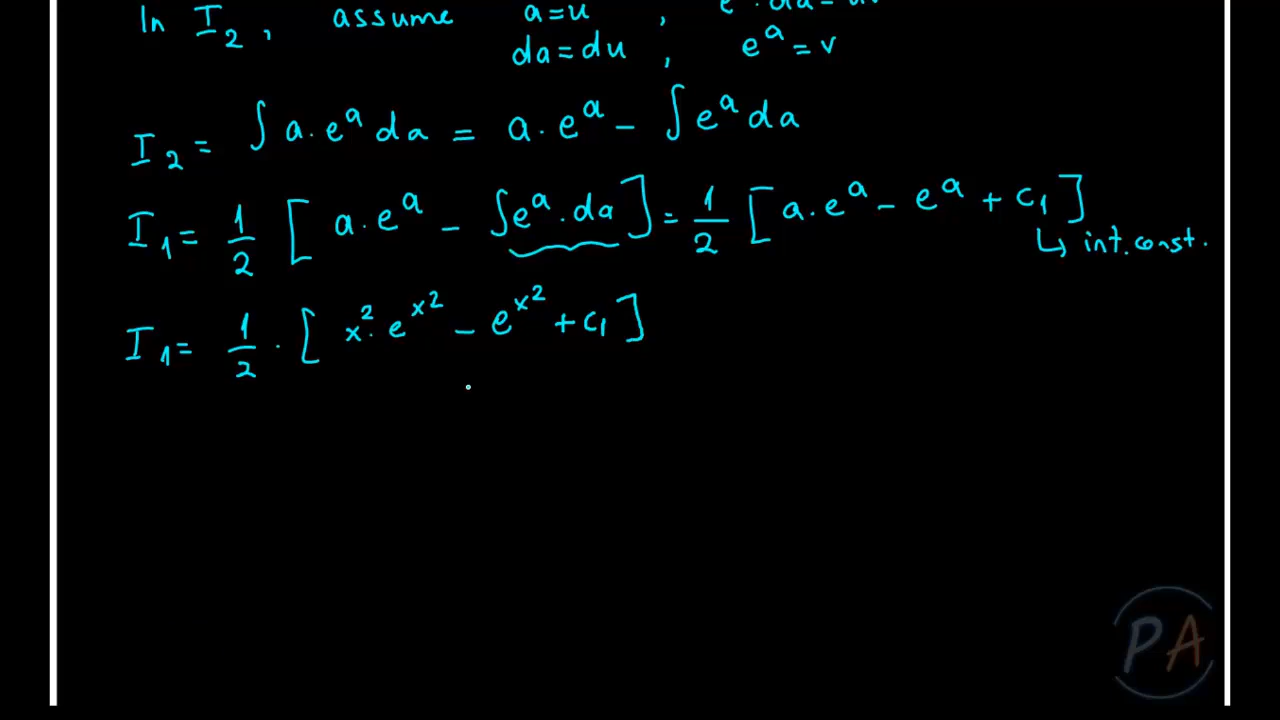 In I₂, assume a=u ,
da=du , eᵃ = v
I₂ = ∫ a.eᵃ da = a.eᵃ − ∫ eᵃ da
I₁ = 1/2 [ a.eᵃ − ∫eᵃ.da ] = 1/2 [ a.eᵃ − eᵃ + c₁ ]
↳ int.const.
I₁ = 1/2 . [ x². e^x² − e^x² + c₁ ]
PA